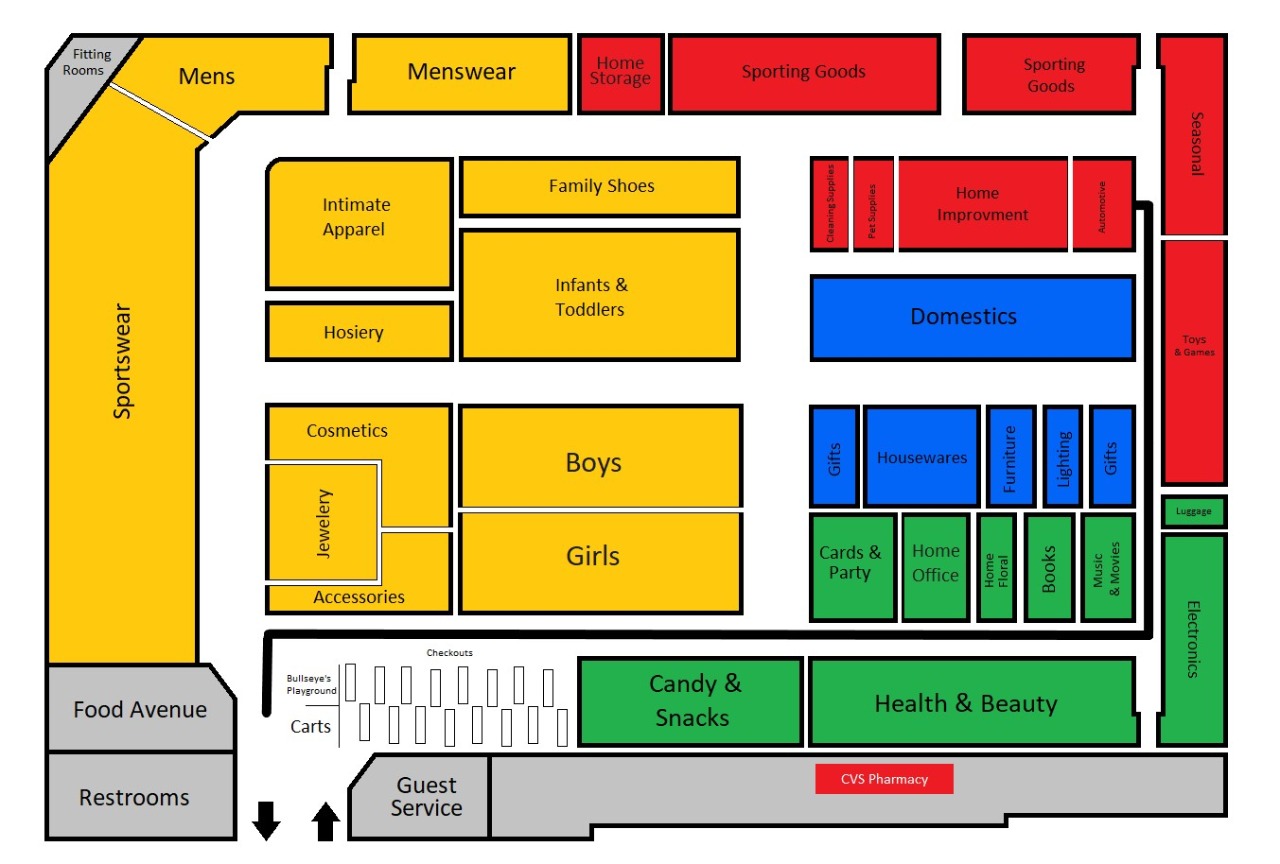 Fitting
Rooms
Mens
Menswear
Home
Storage
Sporting Goods
Sporting
Goods
Seasonal
Intimate
Apparel
Family Shoes
Cleaning Supplies
Pet Supplies
Home
Improvment
Automotive
Infants &
Toddlers
Hosiery
Domestics
Toys
& Games
Sportswear
Cosmetics
Boys
Gifts
Housewares
Furniture
Lighting
Gifts
Jewelery
Girls
Accessories
Cards &
Party
Home
Office
Home
Floral
Books
Music
& Movies
Luggage
Electronics
Checkouts
Bullseye's
Playground
Carts
Candy &
Snacks
Health & Beauty
Food Avenue
Restrooms
Guest
Service
CVS Pharmacy